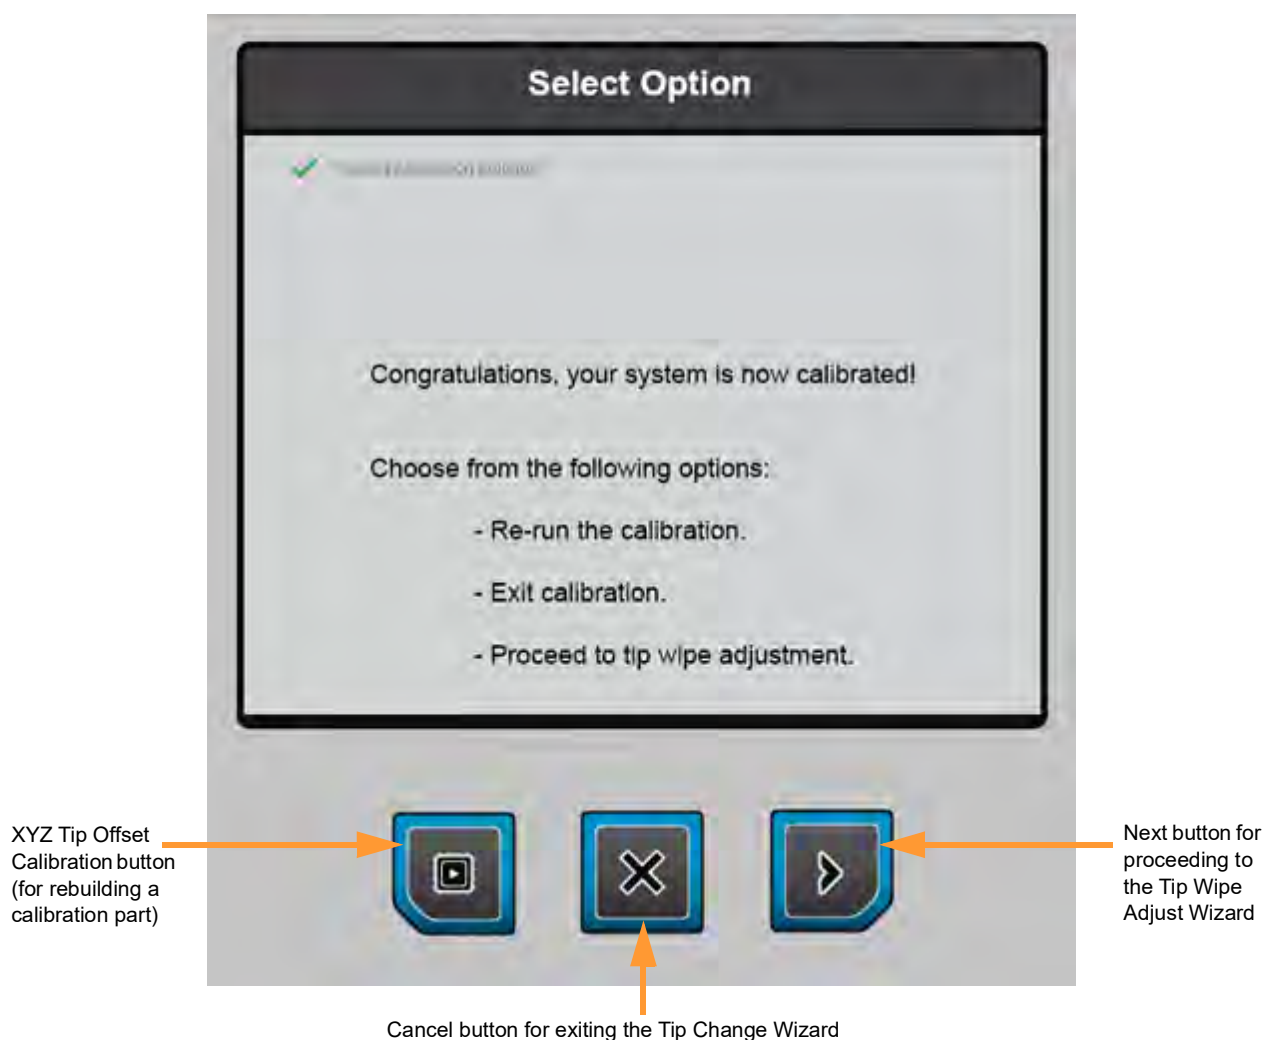 Select Option
Congratulations, your system is now calibrated!
Choose from the following options:
- Re-run the calibration.
- Exit calibration.
- Proceed to tip wipe adjustment.
XYZ Tip Offset
Calibration button
(for rebuilding a
calibration part)
Next button for
proceeding to
the Tip Wipe
Adjust Wizard
Cancel button for exiting the Tip Change Wizard